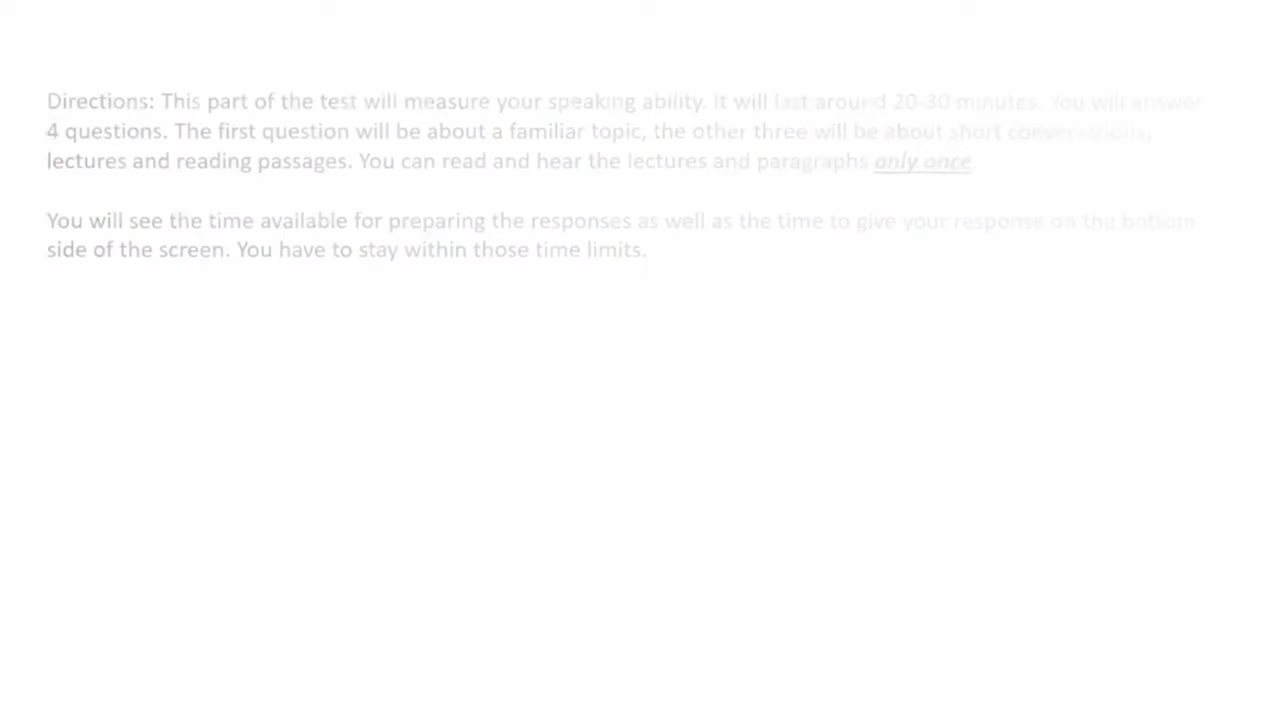 Directions: This part of the test will measure your speaking ability. It will last around 20-30 minutes. You will answer
4 questions. The first question will be about a familiar topic, the other three will be about short conversations,
lectures and reading passages. You can read and hear the lectures and paragraphs only once.
You will see the time available for preparing the responses as well as the time to give your response on the bottom
side of the screen. You have to stay within those time limits.